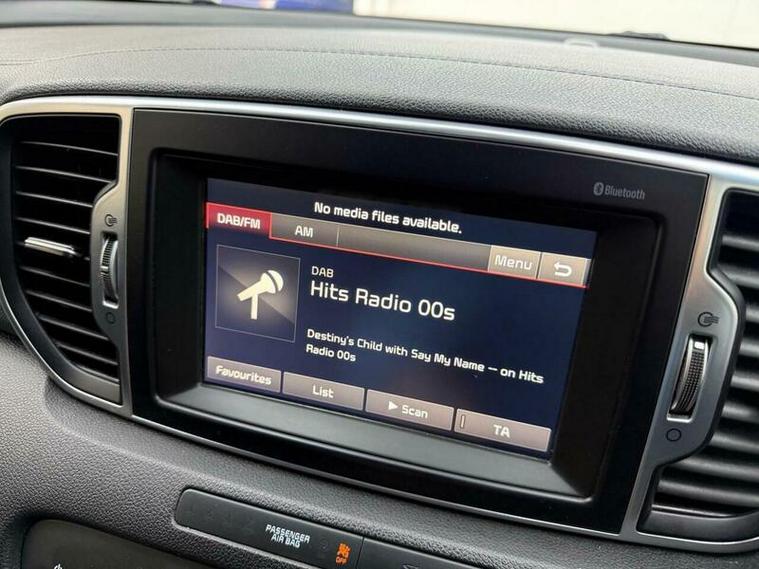 Bluetooth
No media files available.
DAB/FM
AM
Menu
DAB
Hits Radio 00s
Destiny's Child with Say My Name -- on Hits
Radio 00s
Favourites
List
Scan
TA
PASSENGER
AIR BAG
OFF